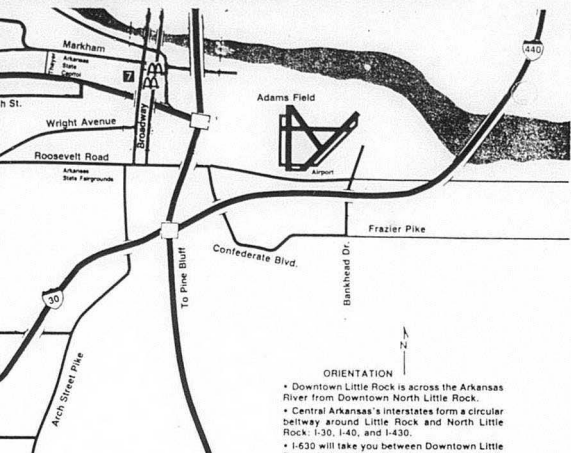 440
Markham
Thayer
Arkansas
State
Capitol
7
Adams Field
h St.
Wright Avenue
Broadway
Roosevelt Road
Airport
Arkansas
State Fairgrounds
Frazier Pike
Confederate Blvd.
Bankhead Dr.
To Pine Bluff
30
Arch Street Pike
N
ORIENTATION
• Downtown Little Rock is across the Arkansas
River from Downtown North Little Rock.
• Central Arkansas's interstates form a circular
beltway around Little Rock and North Little
Rock: I-30, I-40, and I-430.
• I-630 will take you between Downtown Little